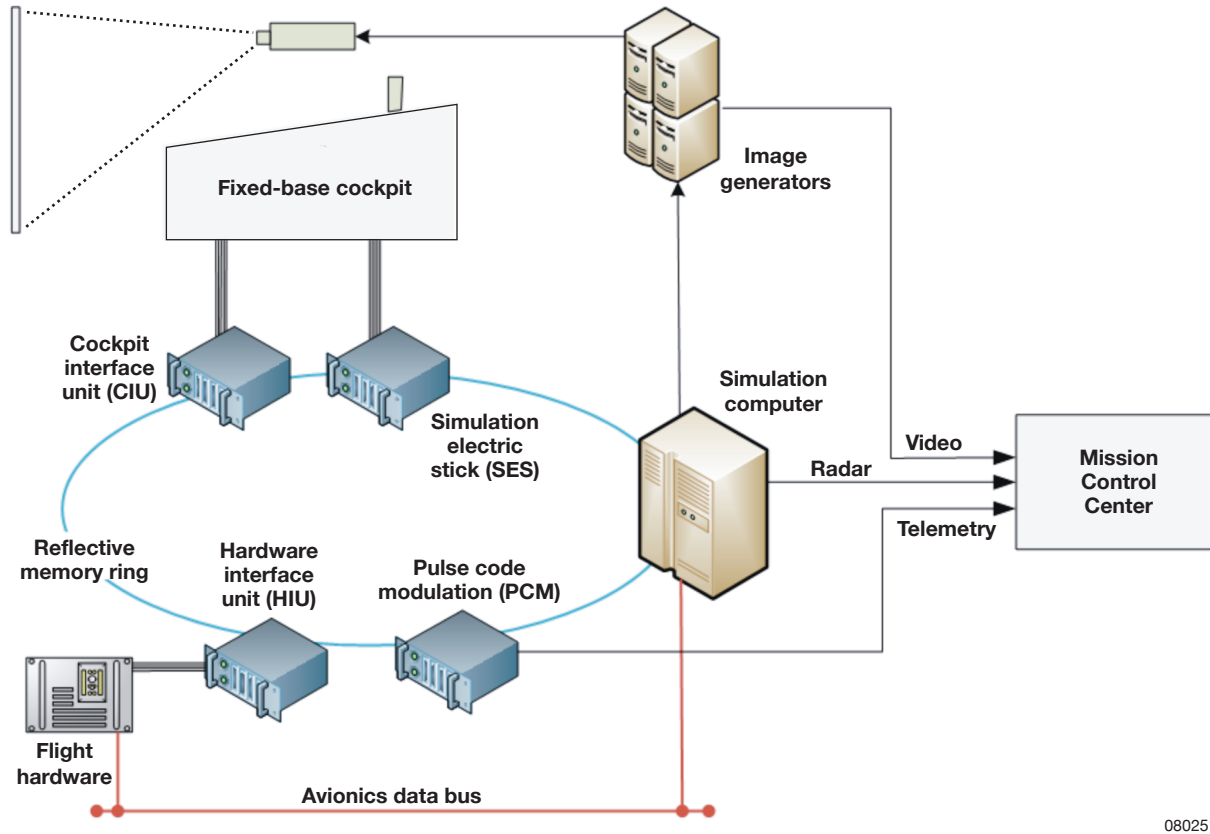 Image
generators
Fixed-base cockpit
Cockpit
interface
unit (CIU)
Simulation
electric
stick (SES)
Simulation
computer
Video
Radar
Telemetry
Mission
Control
Center
Reflective
memory ring
Hardware
interface
unit (HIU)
Pulse code
modulation (PCM)
Flight
hardware
Avionics data bus
08025